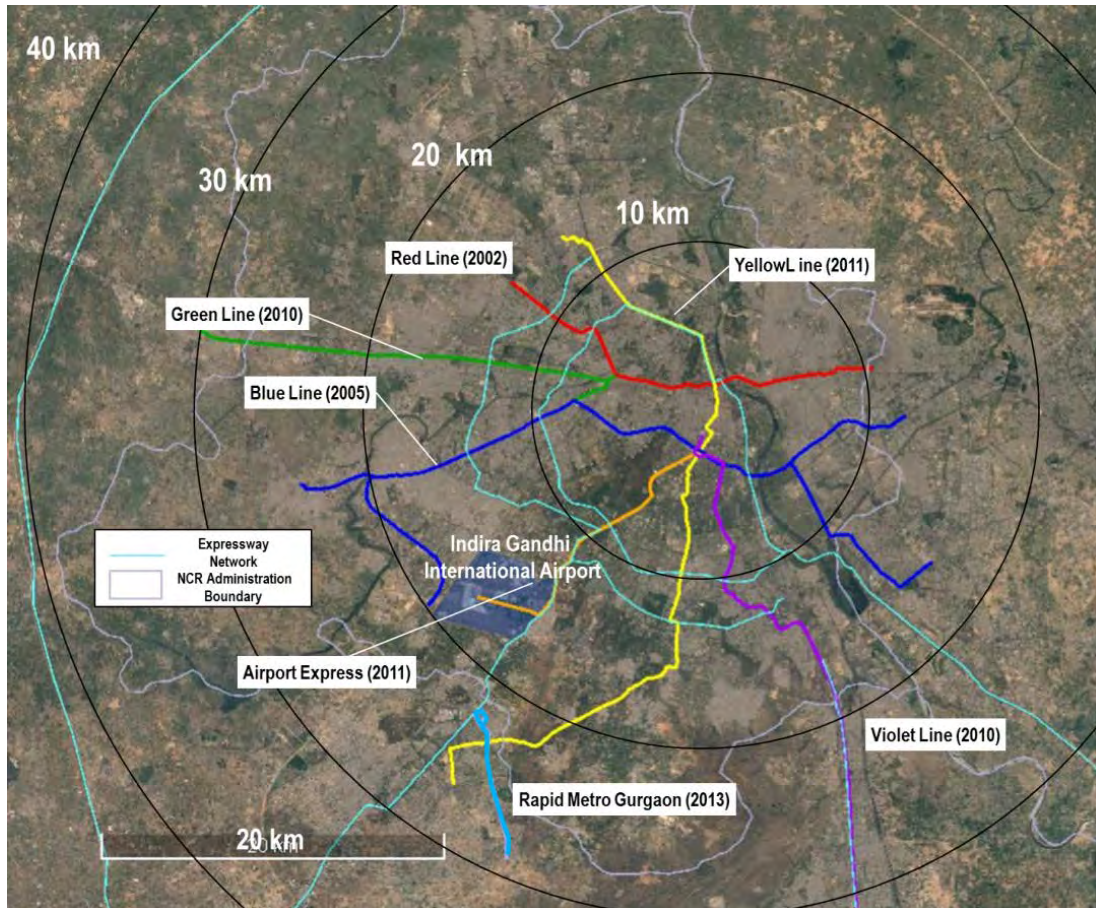 40 km
20 km
30 km
10 km
Red Line (2002)
YellowL ine (2011)
Green Line (2010)
Blue Line (2005)
Expressway
Network
NCR Administration
Boundary
Indira Gandhi
International Airport
Airport Express (2011)
Violet Line (2010)
Rapid Metro Gurgaon (2013)
20 km